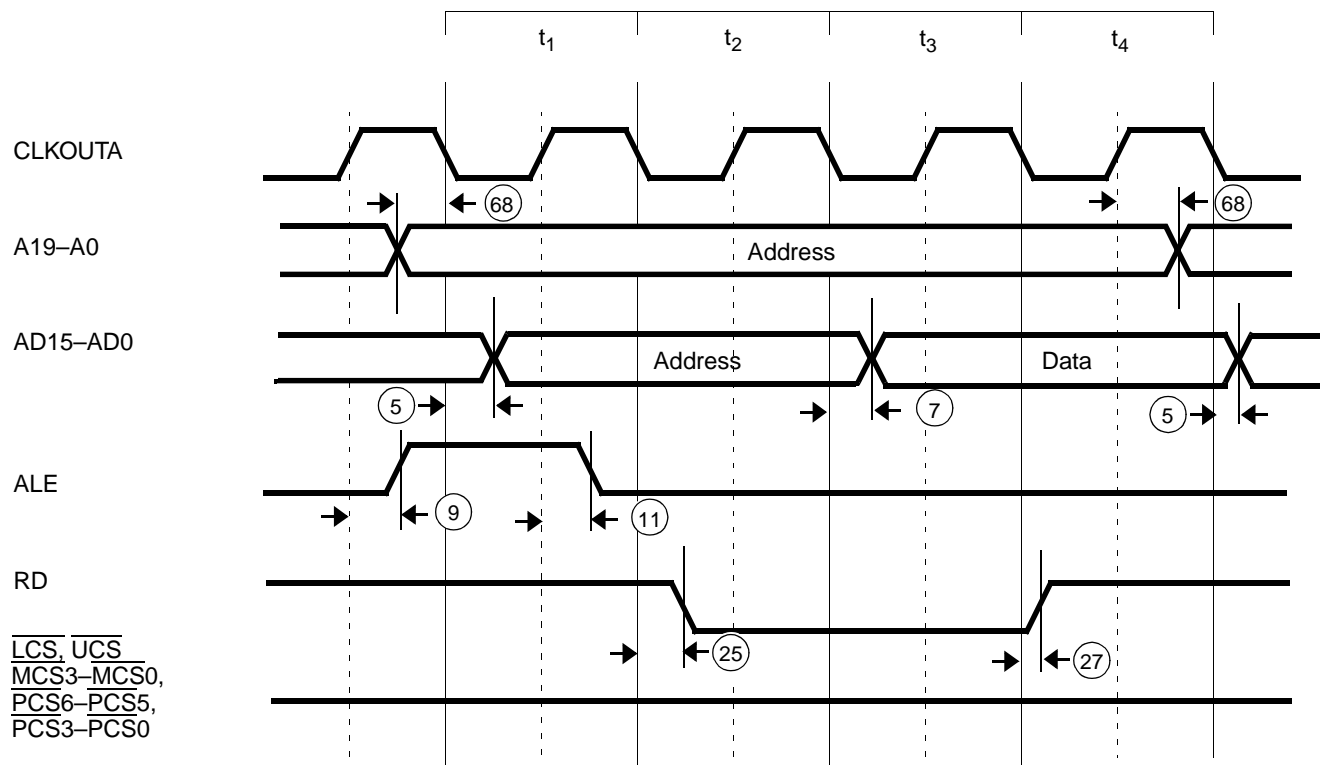 t1 t2 t3 t4
CLKOUTA
68 68
A19–A0 Address
AD15–AD0 Address Data
5 7 5
ALE
9 11
RD
25 27
LCS, UCS
MCS3–MCS0,
PCS6–PCS5,
PCS3–PCS0